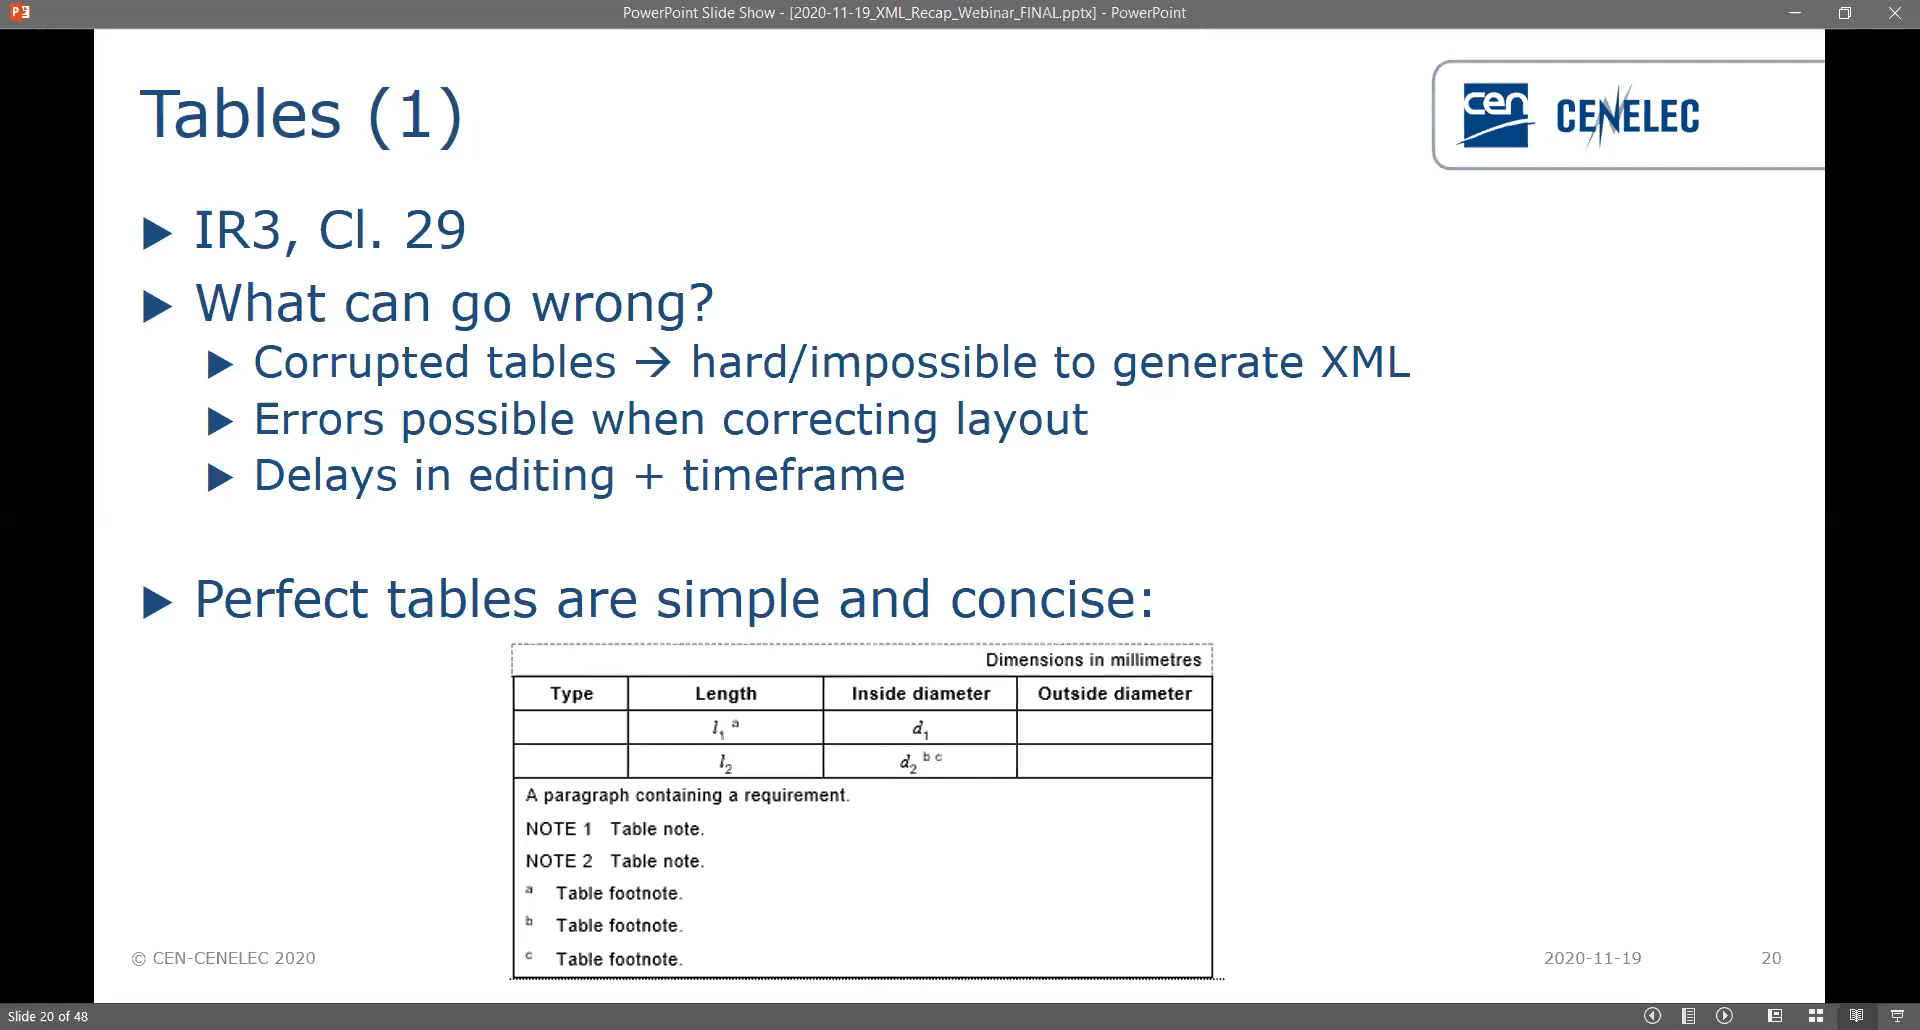 PowerPoint Slide Show - [2020-11-19_XML_Recap_Webinar_FINAL.pptx] - PowerPoint
Tables (1)
cen CENELEC
IR3, Cl. 29
What can go wrong?
Corrupted tables → hard/impossible to generate XML
Errors possible when correcting layout
Delays in editing + timeframe
Perfect tables are simple and concise:
Dimensions in millimetres
Type Length Inside diameter Outside diameter
l₁ ᵃ d₁
l₂ d₂ ᵇ ᶜ
A paragraph containing a requirement.
NOTE 1 Table note.
NOTE 2 Table note.
ᵃ Table footnote.
ᵇ Table footnote.
ᶜ Table footnote.
© CEN-CENELEC 2020 2020-11-19 20
Slide 20 of 48